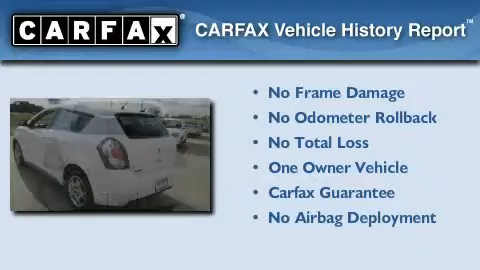 CARFAX® CARFAX Vehicle History Report™
• No Frame Damage
• No Odometer Rollback
• No Total Loss
• One Owner Vehicle
• Carfax Guarantee
• No Airbag Deployment